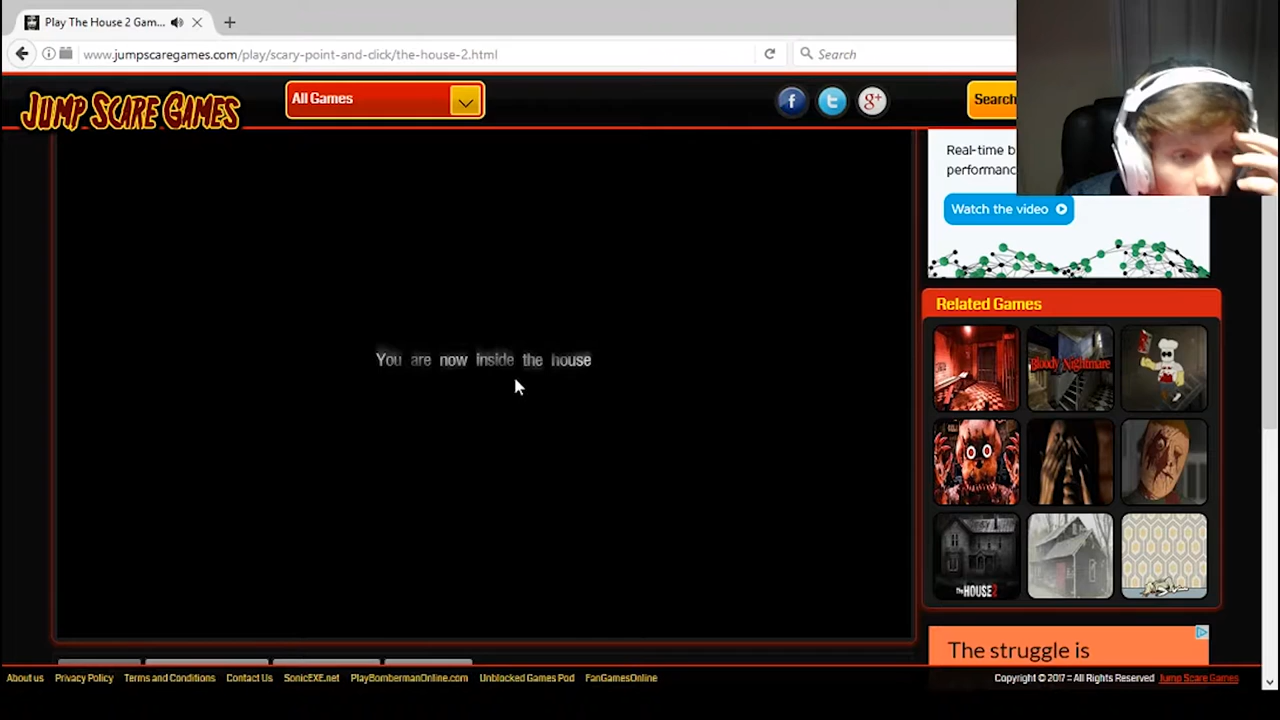 Play The House 2 Gam...
www.jumpscaregames.com/play/scary-point-and-click/the-house-2.html
Search
JUMP SCARE GAMES
All Games
f
t
g+
Search
Real-time b
performanc
Watch the video
You are now inside the house
Related Games
Bloody Nightmare
The HOUSE 2
The struggle is
About us
Privacy Policy
Terms and Conditions
Contact Us
SonicEXE.net
PlayBombermanOnline.com
Unblocked Games Pod
FanGamesOnline
Copyright © 2017 = All Rights Reserved Jump Scare Games